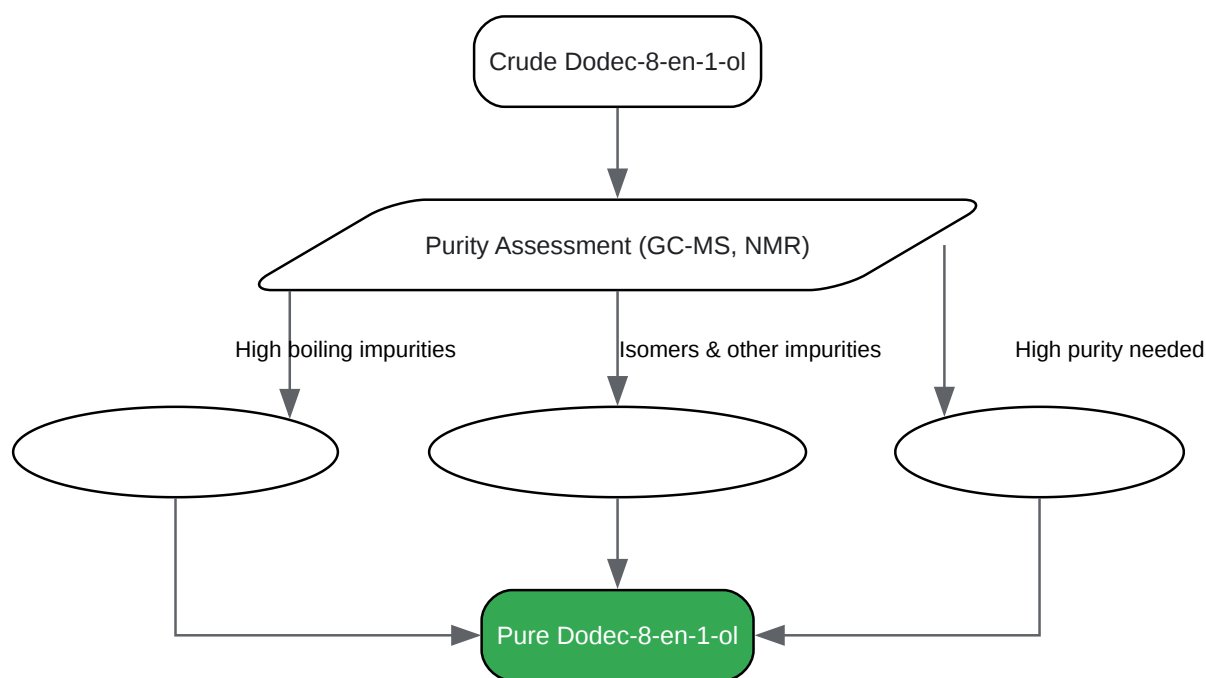 Crude Dodec-8-en-1-ol
Purity Assessment (GC-MS, NMR)
High boiling impurities
Isomers & other impurities
High purity needed
Pure Dodec-8-en-1-ol